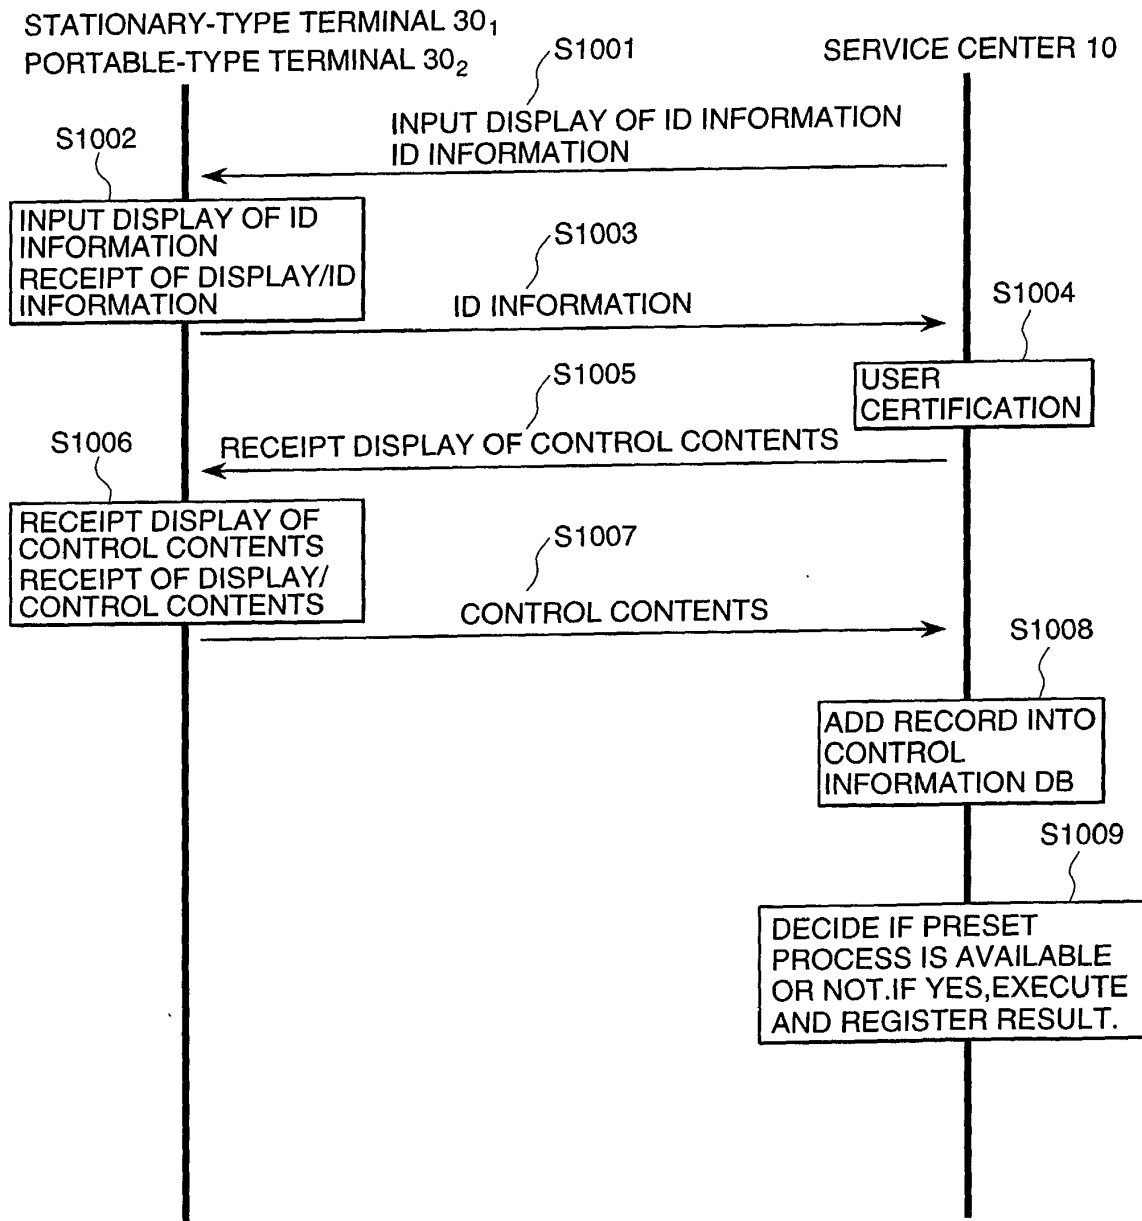 STATIONARY-TYPE TERMINAL 30₁
PORTABLE-TYPE TERMINAL 30₂
SERVICE CENTER 10
S1001
INPUT DISPLAY OF ID INFORMATION
ID INFORMATION
S1002
INPUT DISPLAY OF ID
INFORMATION
RECEIPT OF DISPLAY/ID
INFORMATION
S1003
ID INFORMATION
S1004
USER
CERTIFICATION
S1005
RECEIPT DISPLAY OF CONTROL CONTENTS
S1006
RECEIPT DISPLAY OF
CONTROL CONTENTS
RECEIPT OF DISPLAY/
CONTROL CONTENTS
S1007
CONTROL CONTENTS
S1008
ADD RECORD INTO
CONTROL
INFORMATION DB
S1009
DECIDE IF PRESET
PROCESS IS AVAILABLE
OR NOT.IF YES,EXECUTE
AND REGISTER RESULT.